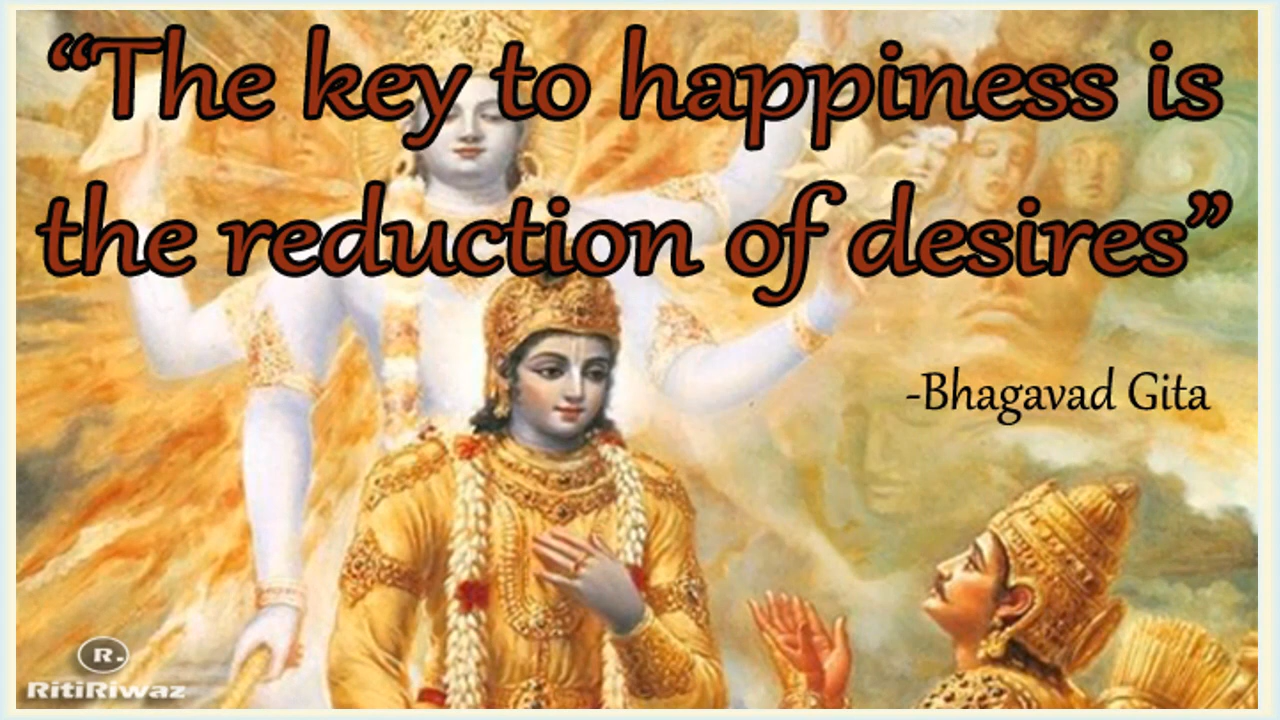 “The key to happiness is
the reduction of desires”
-Bhagavad Gita
R.
RitiRiwaz